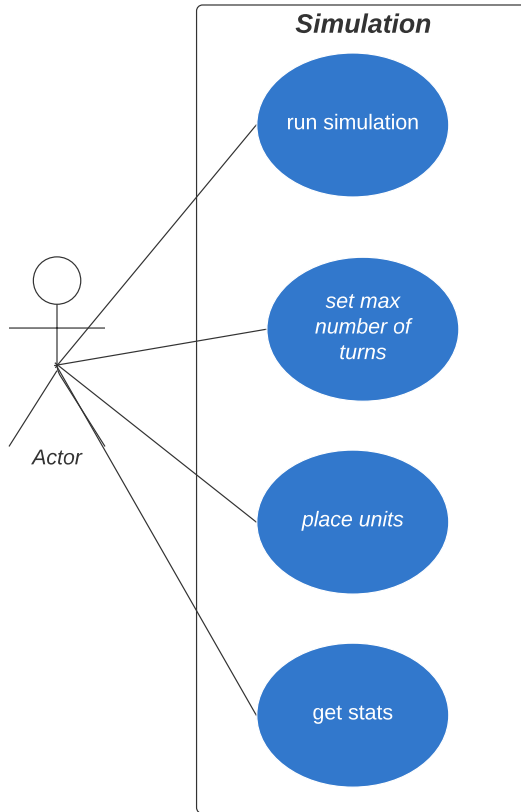 Simulation
run simulation
set max
number of
turns
Actor
place units
get stats